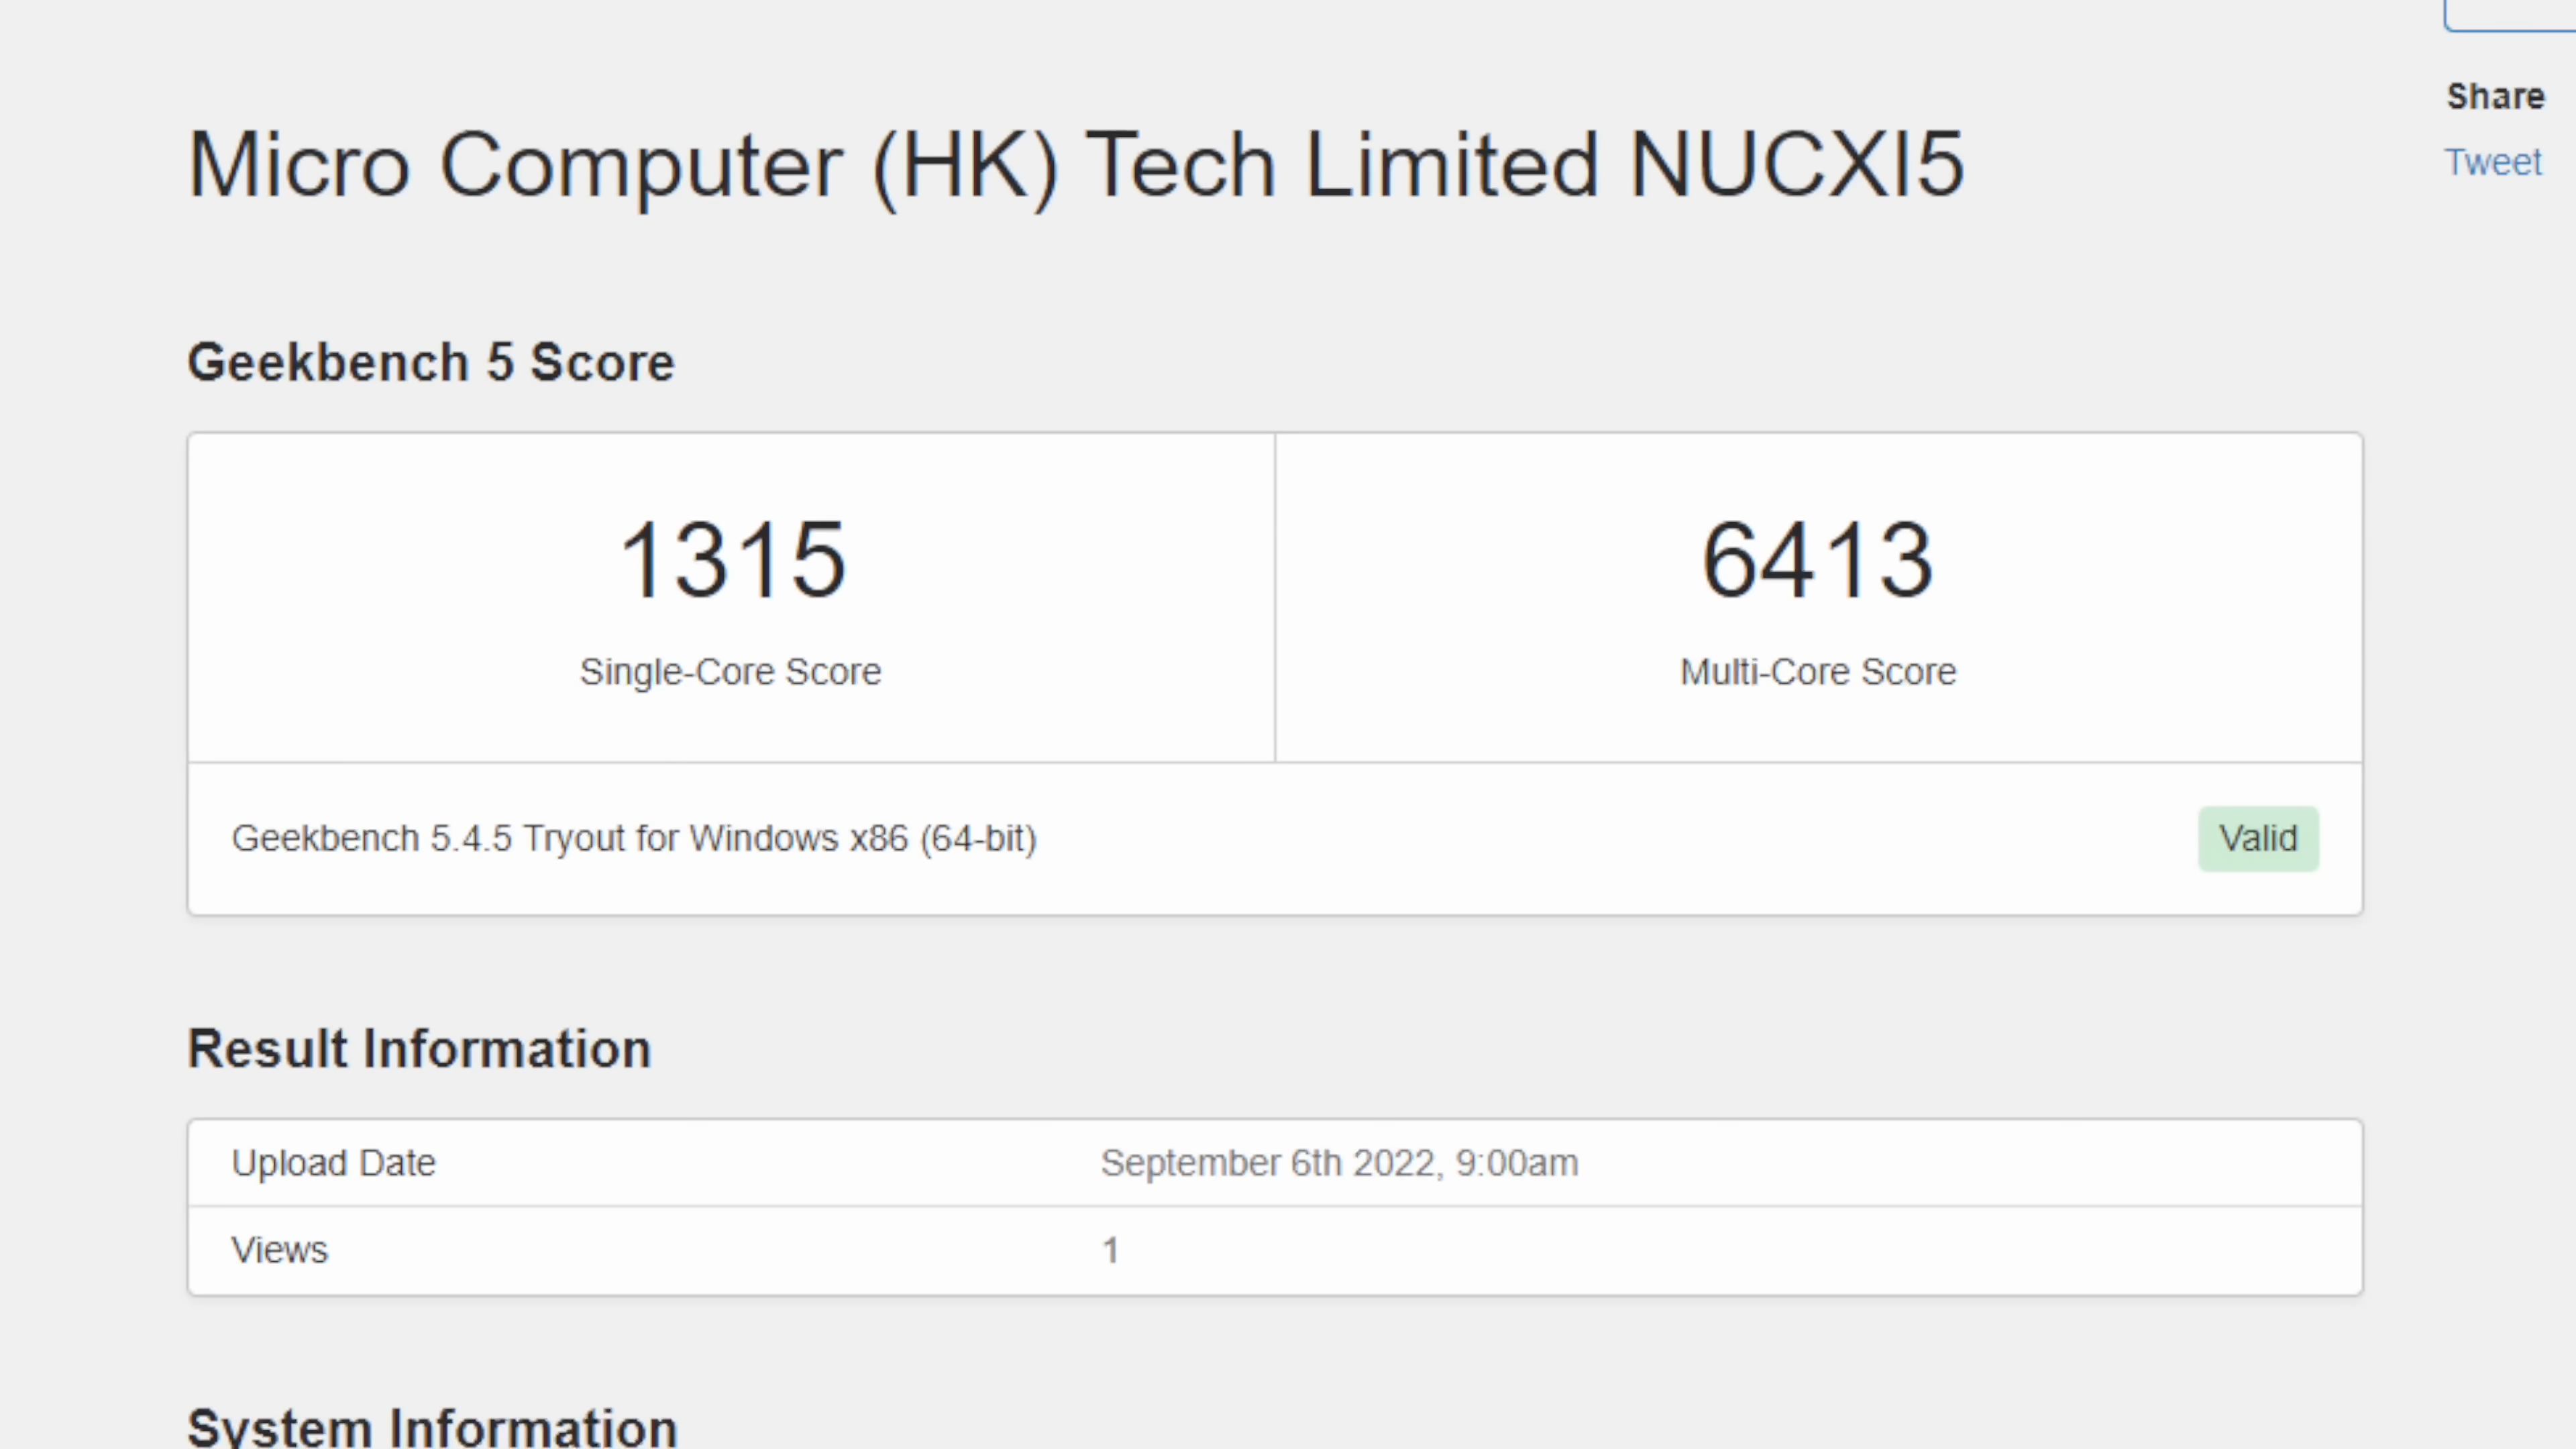 Share
Tweet
Micro Computer (HK) Tech Limited NUCXI5
Geekbench 5 Score
1315
Single-Core Score
6413
Multi-Core Score
Geekbench 5.4.5 Tryout for Windows x86 (64-bit)
Valid
Result Information
Upload Date
September 6th 2022, 9:00am
Views
1
System Information